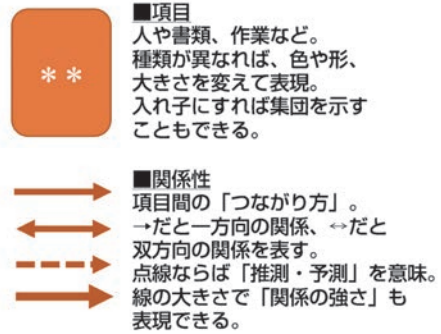 ■項目
人や書類、作業など。
種類が異なれば、色や形、
大きさを変えて表現。
入れ子にすれば集団を示す
こともできる。
＊＊
■関係性
項目間の「つながり方」。
→だと一方向の関係、↔だと
双方向の関係を表す。
点線ならば「推測・予測」を意味。
線の大きさで「関係の強さ」も
表現できる。